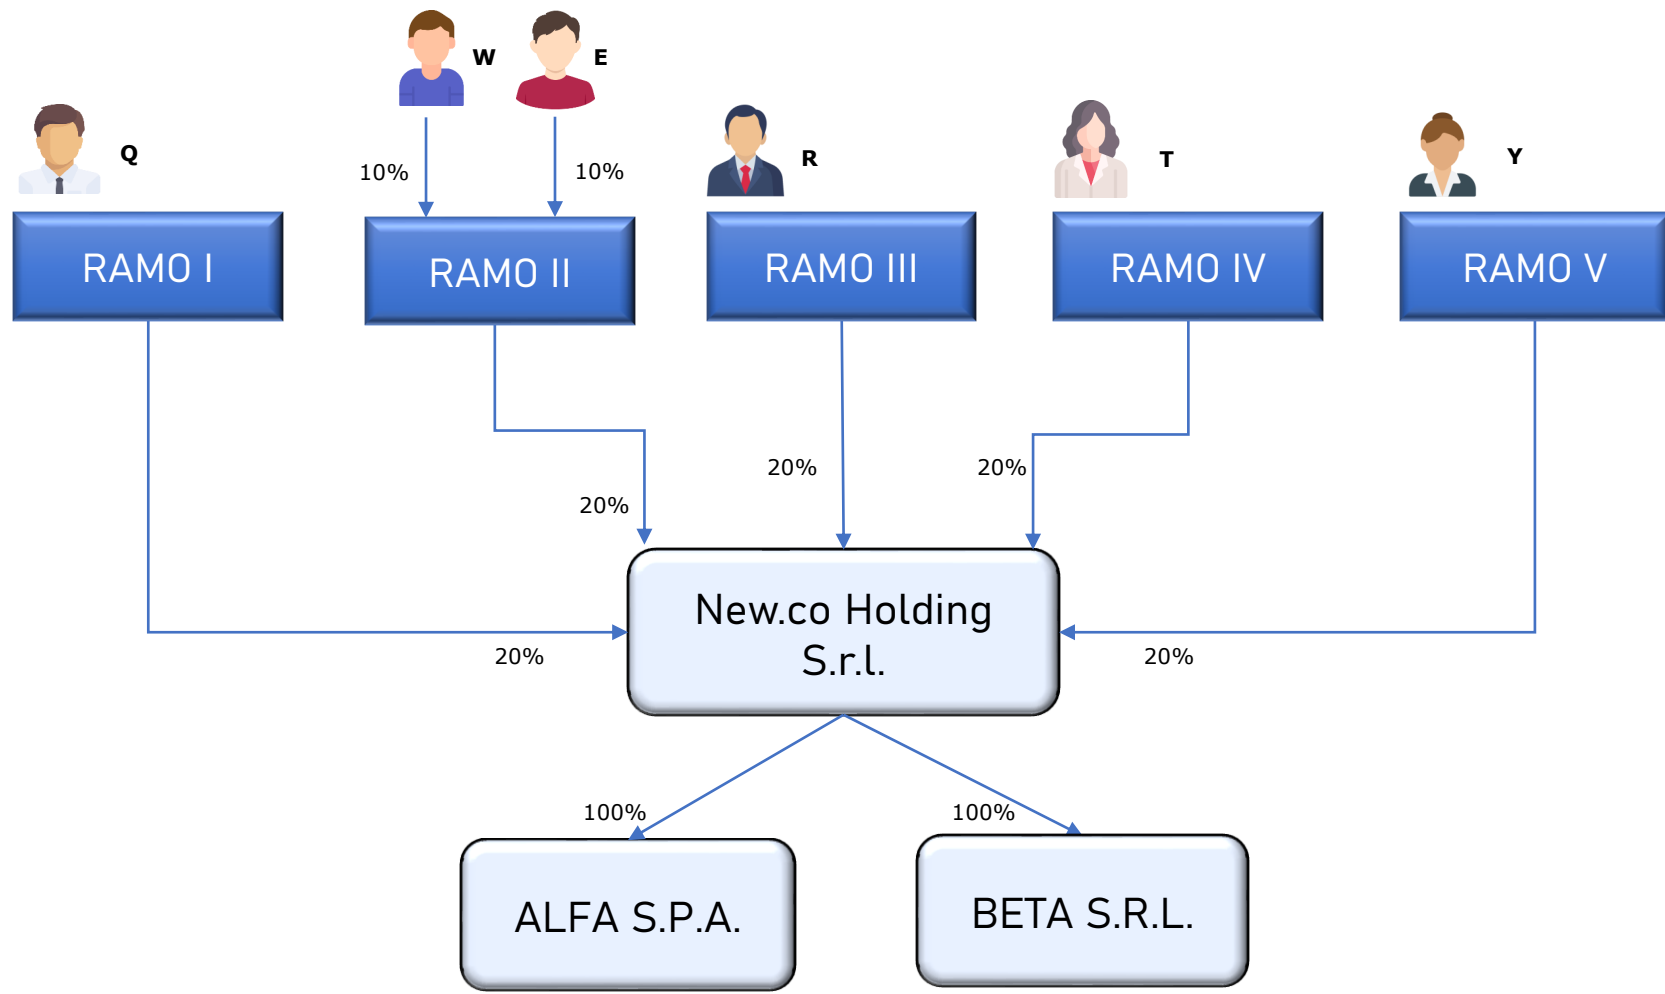 W
E
Q
R
T
Y
10%
10%
RAMO I
RAMO II
RAMO III
RAMO IV
RAMO V
20%
20%
20%
20%
20%
New.co Holding
S.r.l.
100%
100%
ALFA S.P.A.
BETA S.R.L.